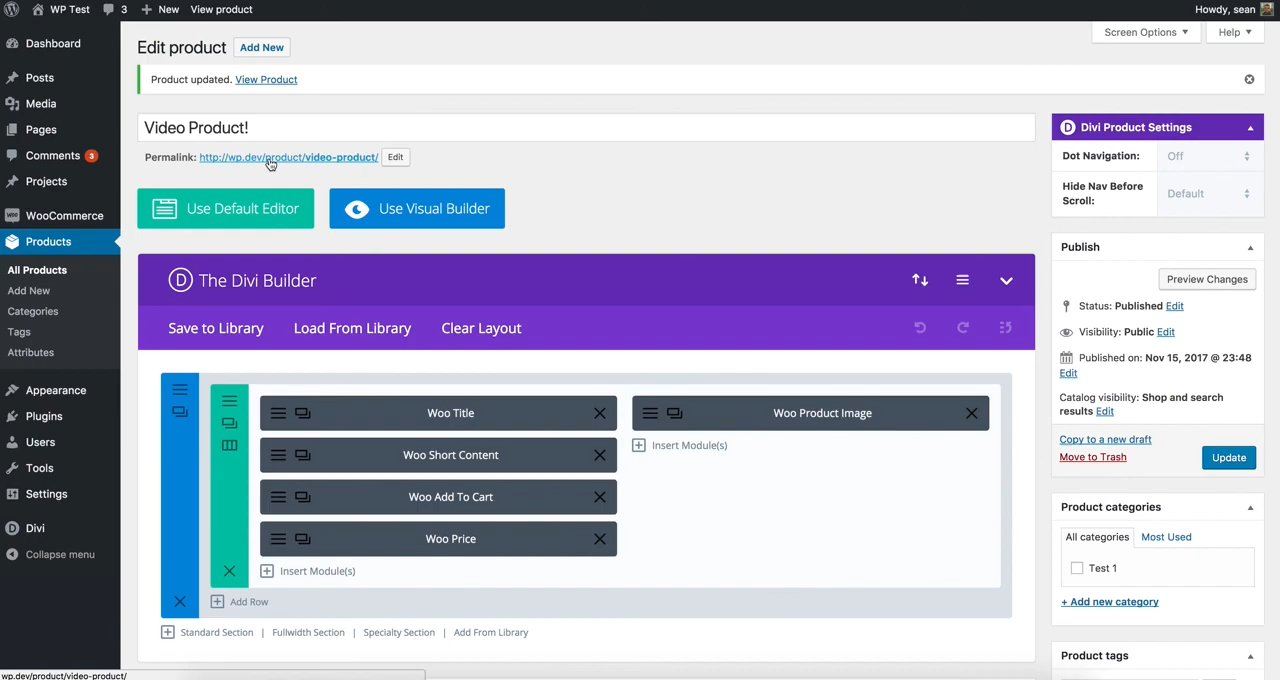 WP Test 3 New View product Howdy, sean
Screen Options Help
Dashboard
Posts
Media
Pages
Comments 3
Projects
WooCommerce
Products
All Products
Add New
Categories
Tags
Attributes
Appearance
Plugins
Users
Tools
Settings
Divi
Collapse menu
Edit product Add New
Product updated. View Product
Video Product!
Permalink: http://wp.dev/product/video-product/ Edit
Use Default Editor Use Visual Builder
D The Divi Builder
Save to Library Load From Library Clear Layout
Woo Title
Woo Short Content
Woo Add To Cart
Woo Price
Insert Module(s)
Woo Product Image
Insert Module(s)
Add Row
Standard Section | Fullwidth Section | Specialty Section | Add From Library
D Divi Product Settings
Dot Navigation: Off
Hide Nav Before
Scroll: Default
Publish
Preview Changes
Status: Published Edit
Visibility: Public Edit
Published on: Nov 15, 2017 @ 23:48
Edit
Catalog visibility: Shop and search
results Edit
Copy to a new draft
Move to Trash Update
Product categories
All categories Most Used
Test 1
+ Add new category
Product tags
wp.dev/product/video-product/